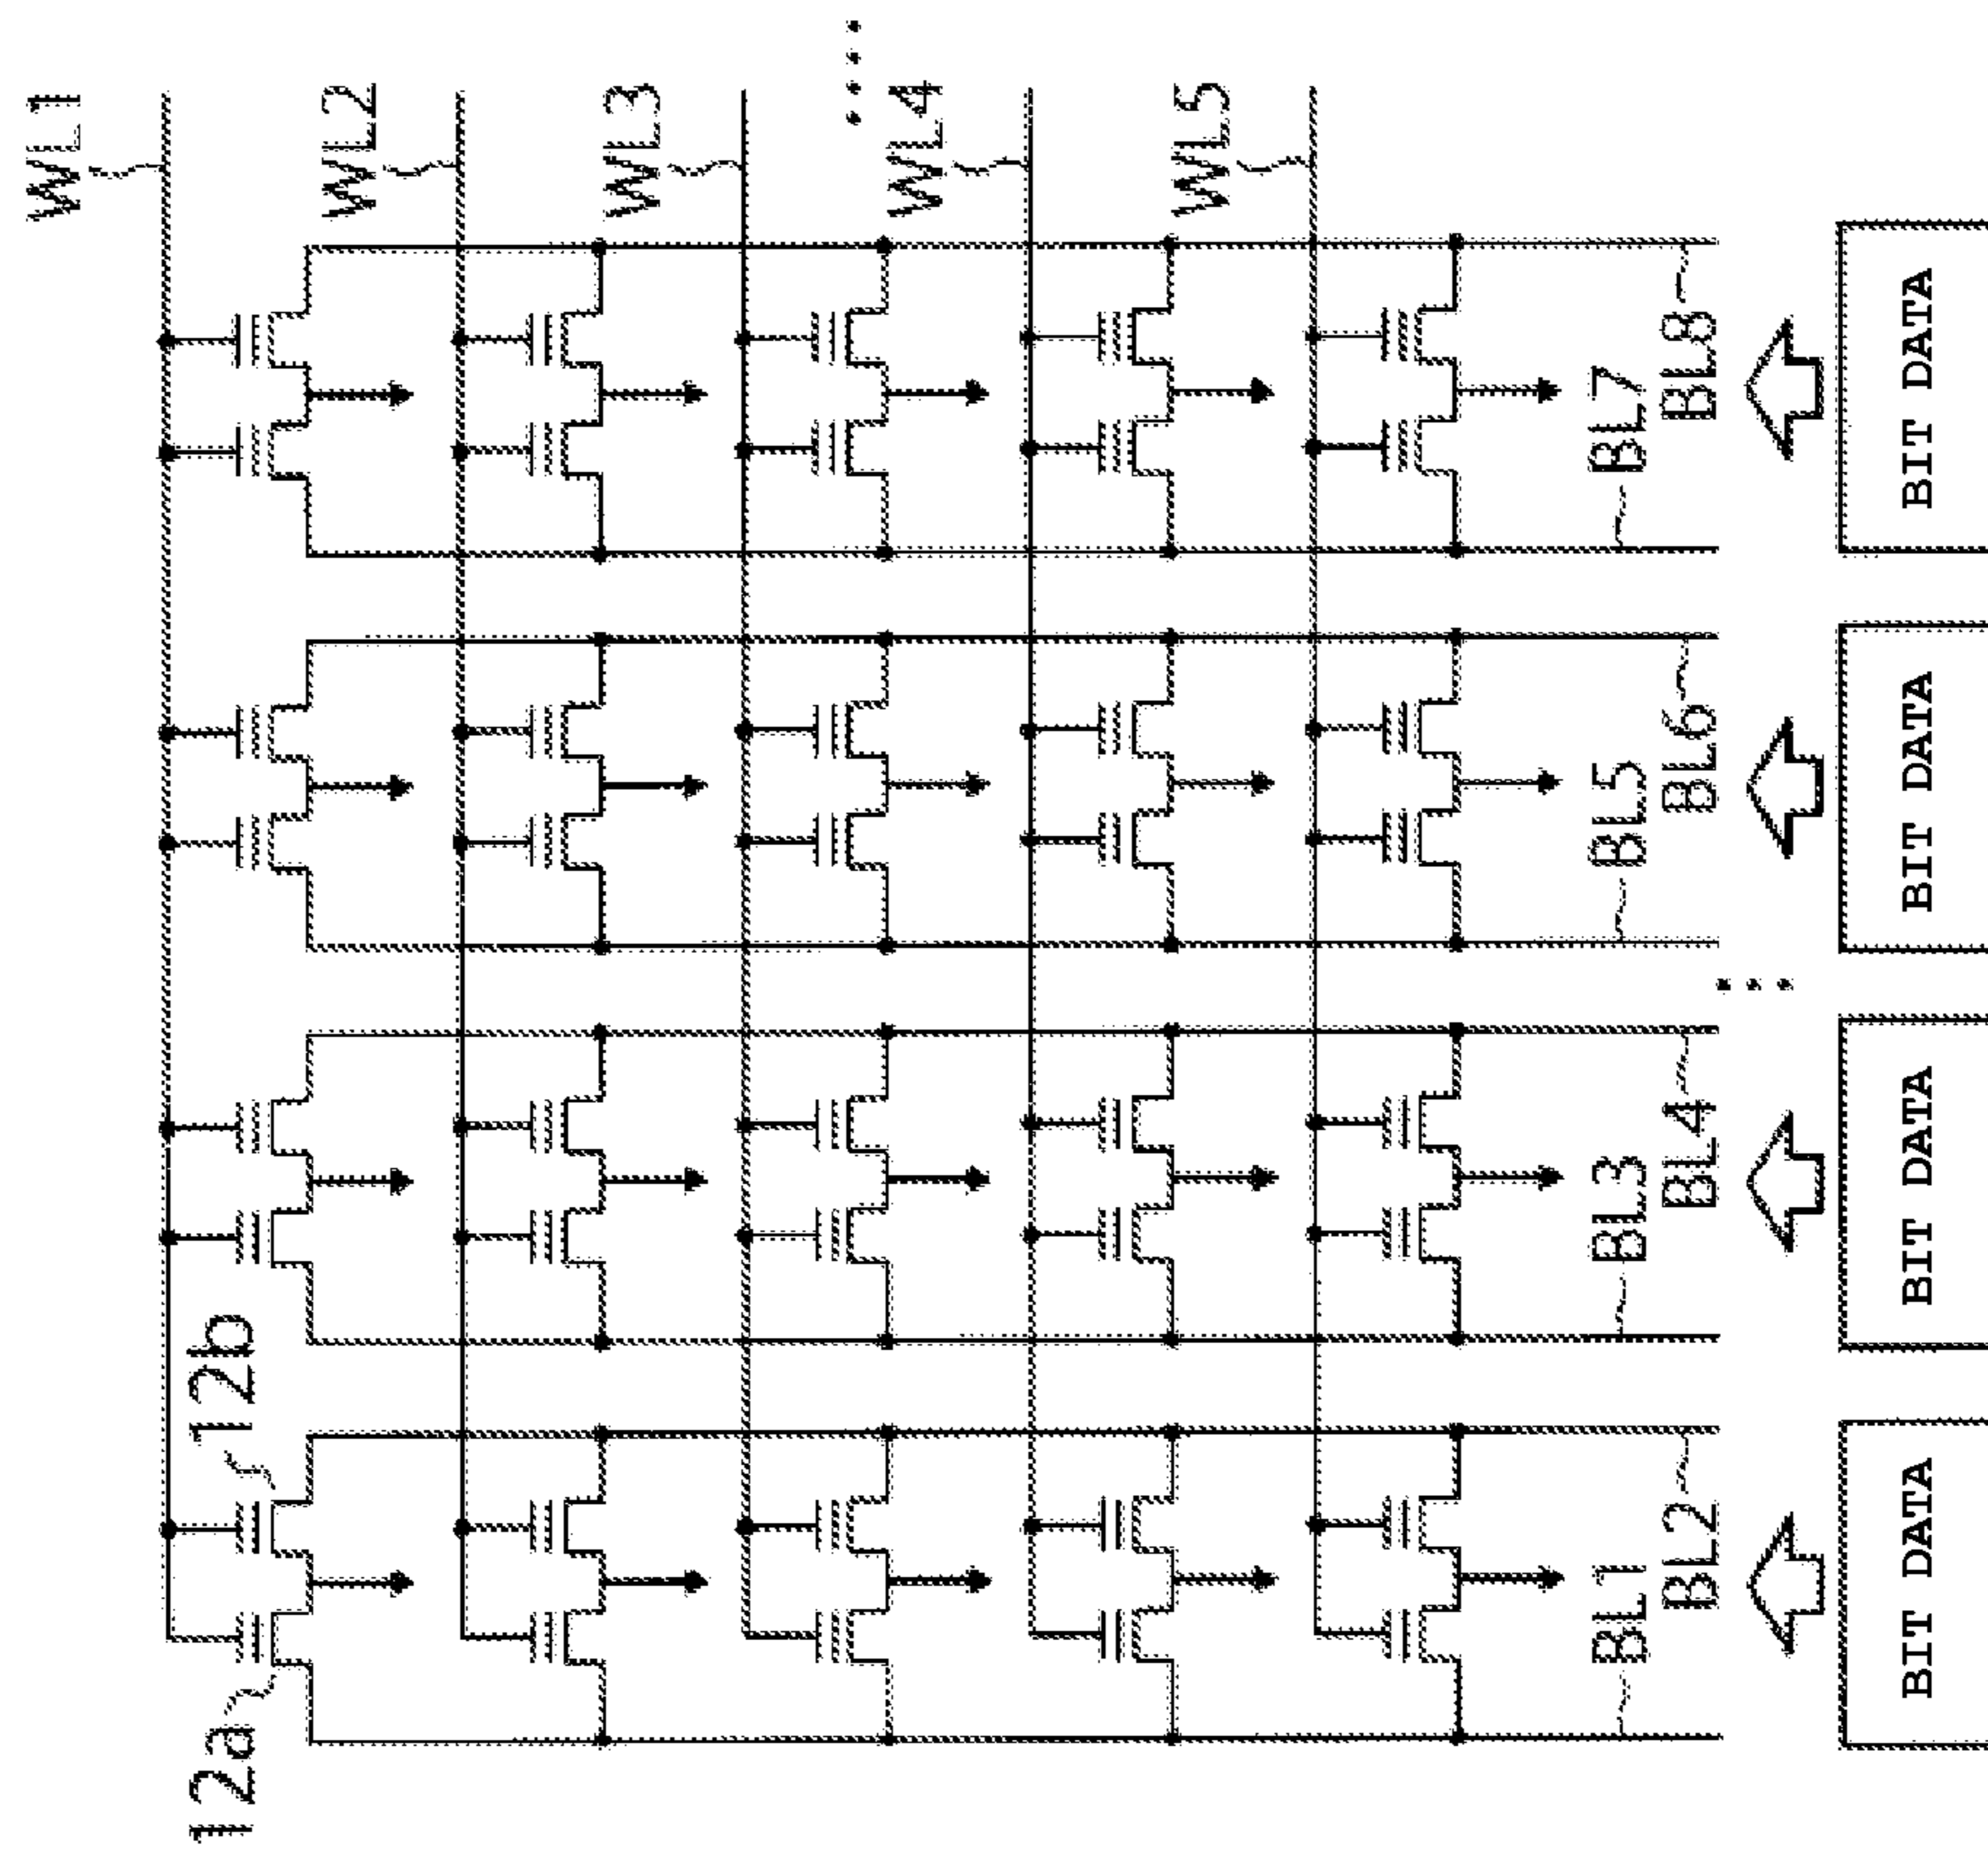 WL1
WL2
WL3
WL4
WL5
12a
12b
BL1
BL2
BL3
BL4
BL5
BL6
BL7
BL8
BIT DATA
BIT DATA
BIT DATA
BIT DATA